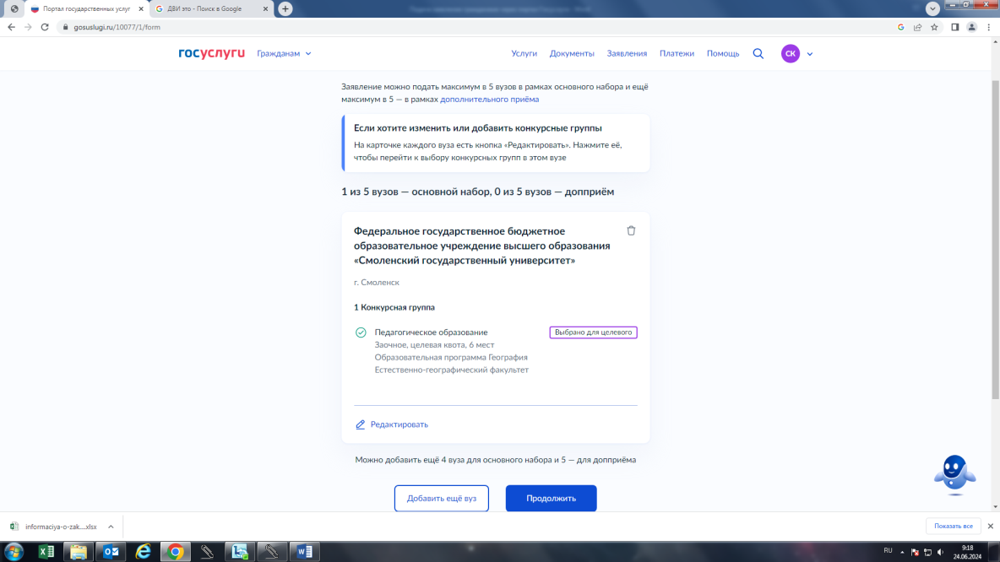 Портал государственных услуг
ДВИ это - Поиск в Google
gosuslugi.ru/10077/1/form
госуслуги
Гражданам
Услуги
Документы
Заявления
Платежи
Помощь
СК
Заявление можно подать максимум в 5 вузов в рамках основного набора и ещё
максимум в 5 — в рамках дополнительного приёма
Если хотите изменить или добавить конкурсные группы
На карточке каждого вуза есть кнопка «Редактировать». Нажмите её,
чтобы перейти к выбору конкурсных групп в этом вузе
1 из 5 вузов — основной набор, 0 из 5 вузов — допприём
Федеральное государственное бюджетное
образовательное учреждение высшего образования
«Смоленский государственный университет»
г. Смоленск
1 Конкурсная группа
Педагогическое образование
Выбрано для целевого
Заочное, целевая квота, 6 мест
Образовательная программа География
Естественно-географический факультет
Редактировать
Можно добавить ещё 4 вуза для основного набора и 5 — для допприёма
Добавить ещё вуз
Продолжить
informaciya-o-zak....xlsx
Показать все
RU
9:18
24.06.2024